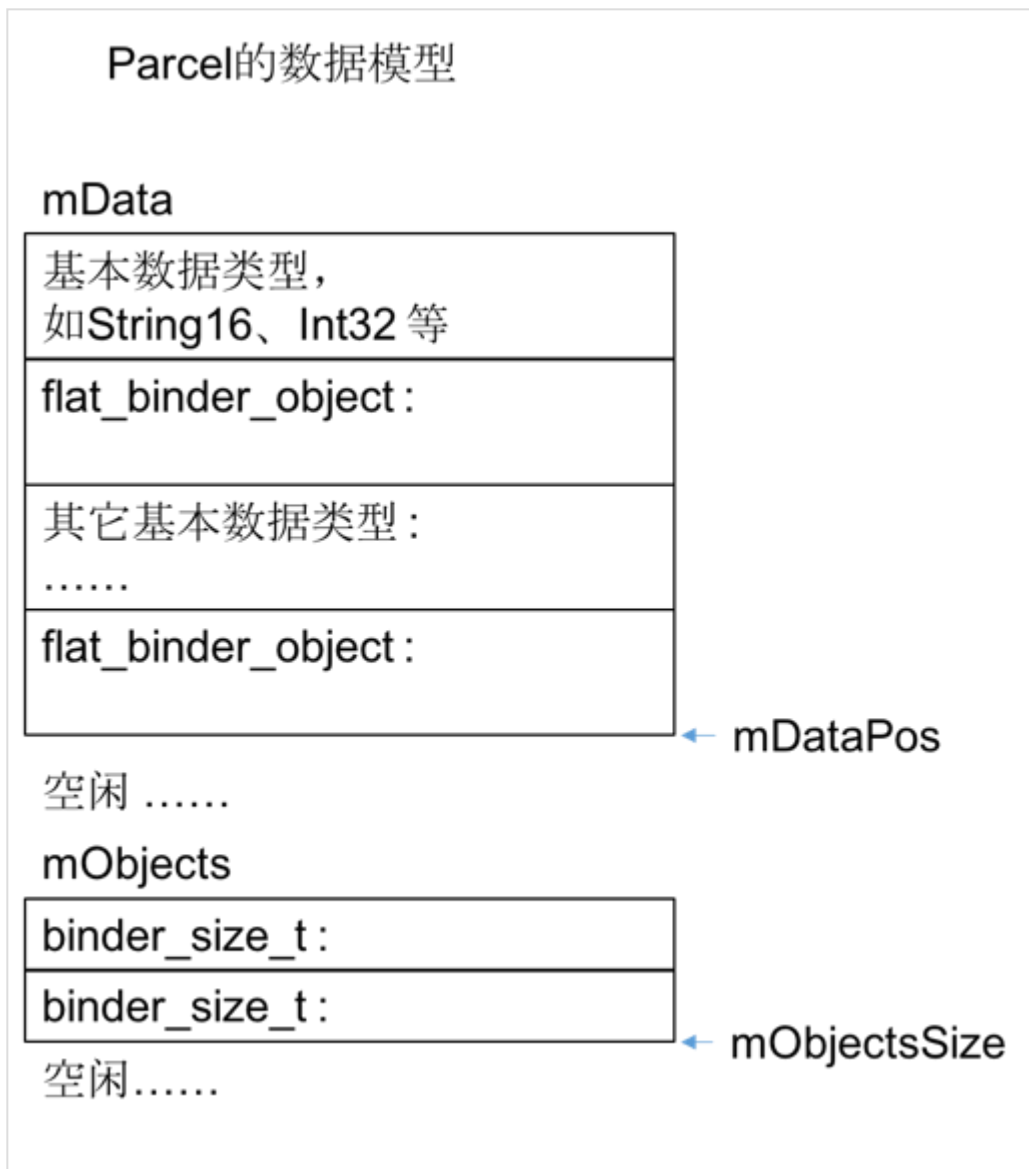 Parcel的数据模型
mData
基本数据类型，
如String16、Int32 等
flat_binder_object :
其它基本数据类型 :
……
flat_binder_object :
mDataPos
空闲 ……
mObjects
binder_size_t :
binder_size_t :
mObjectsSize
空闲……